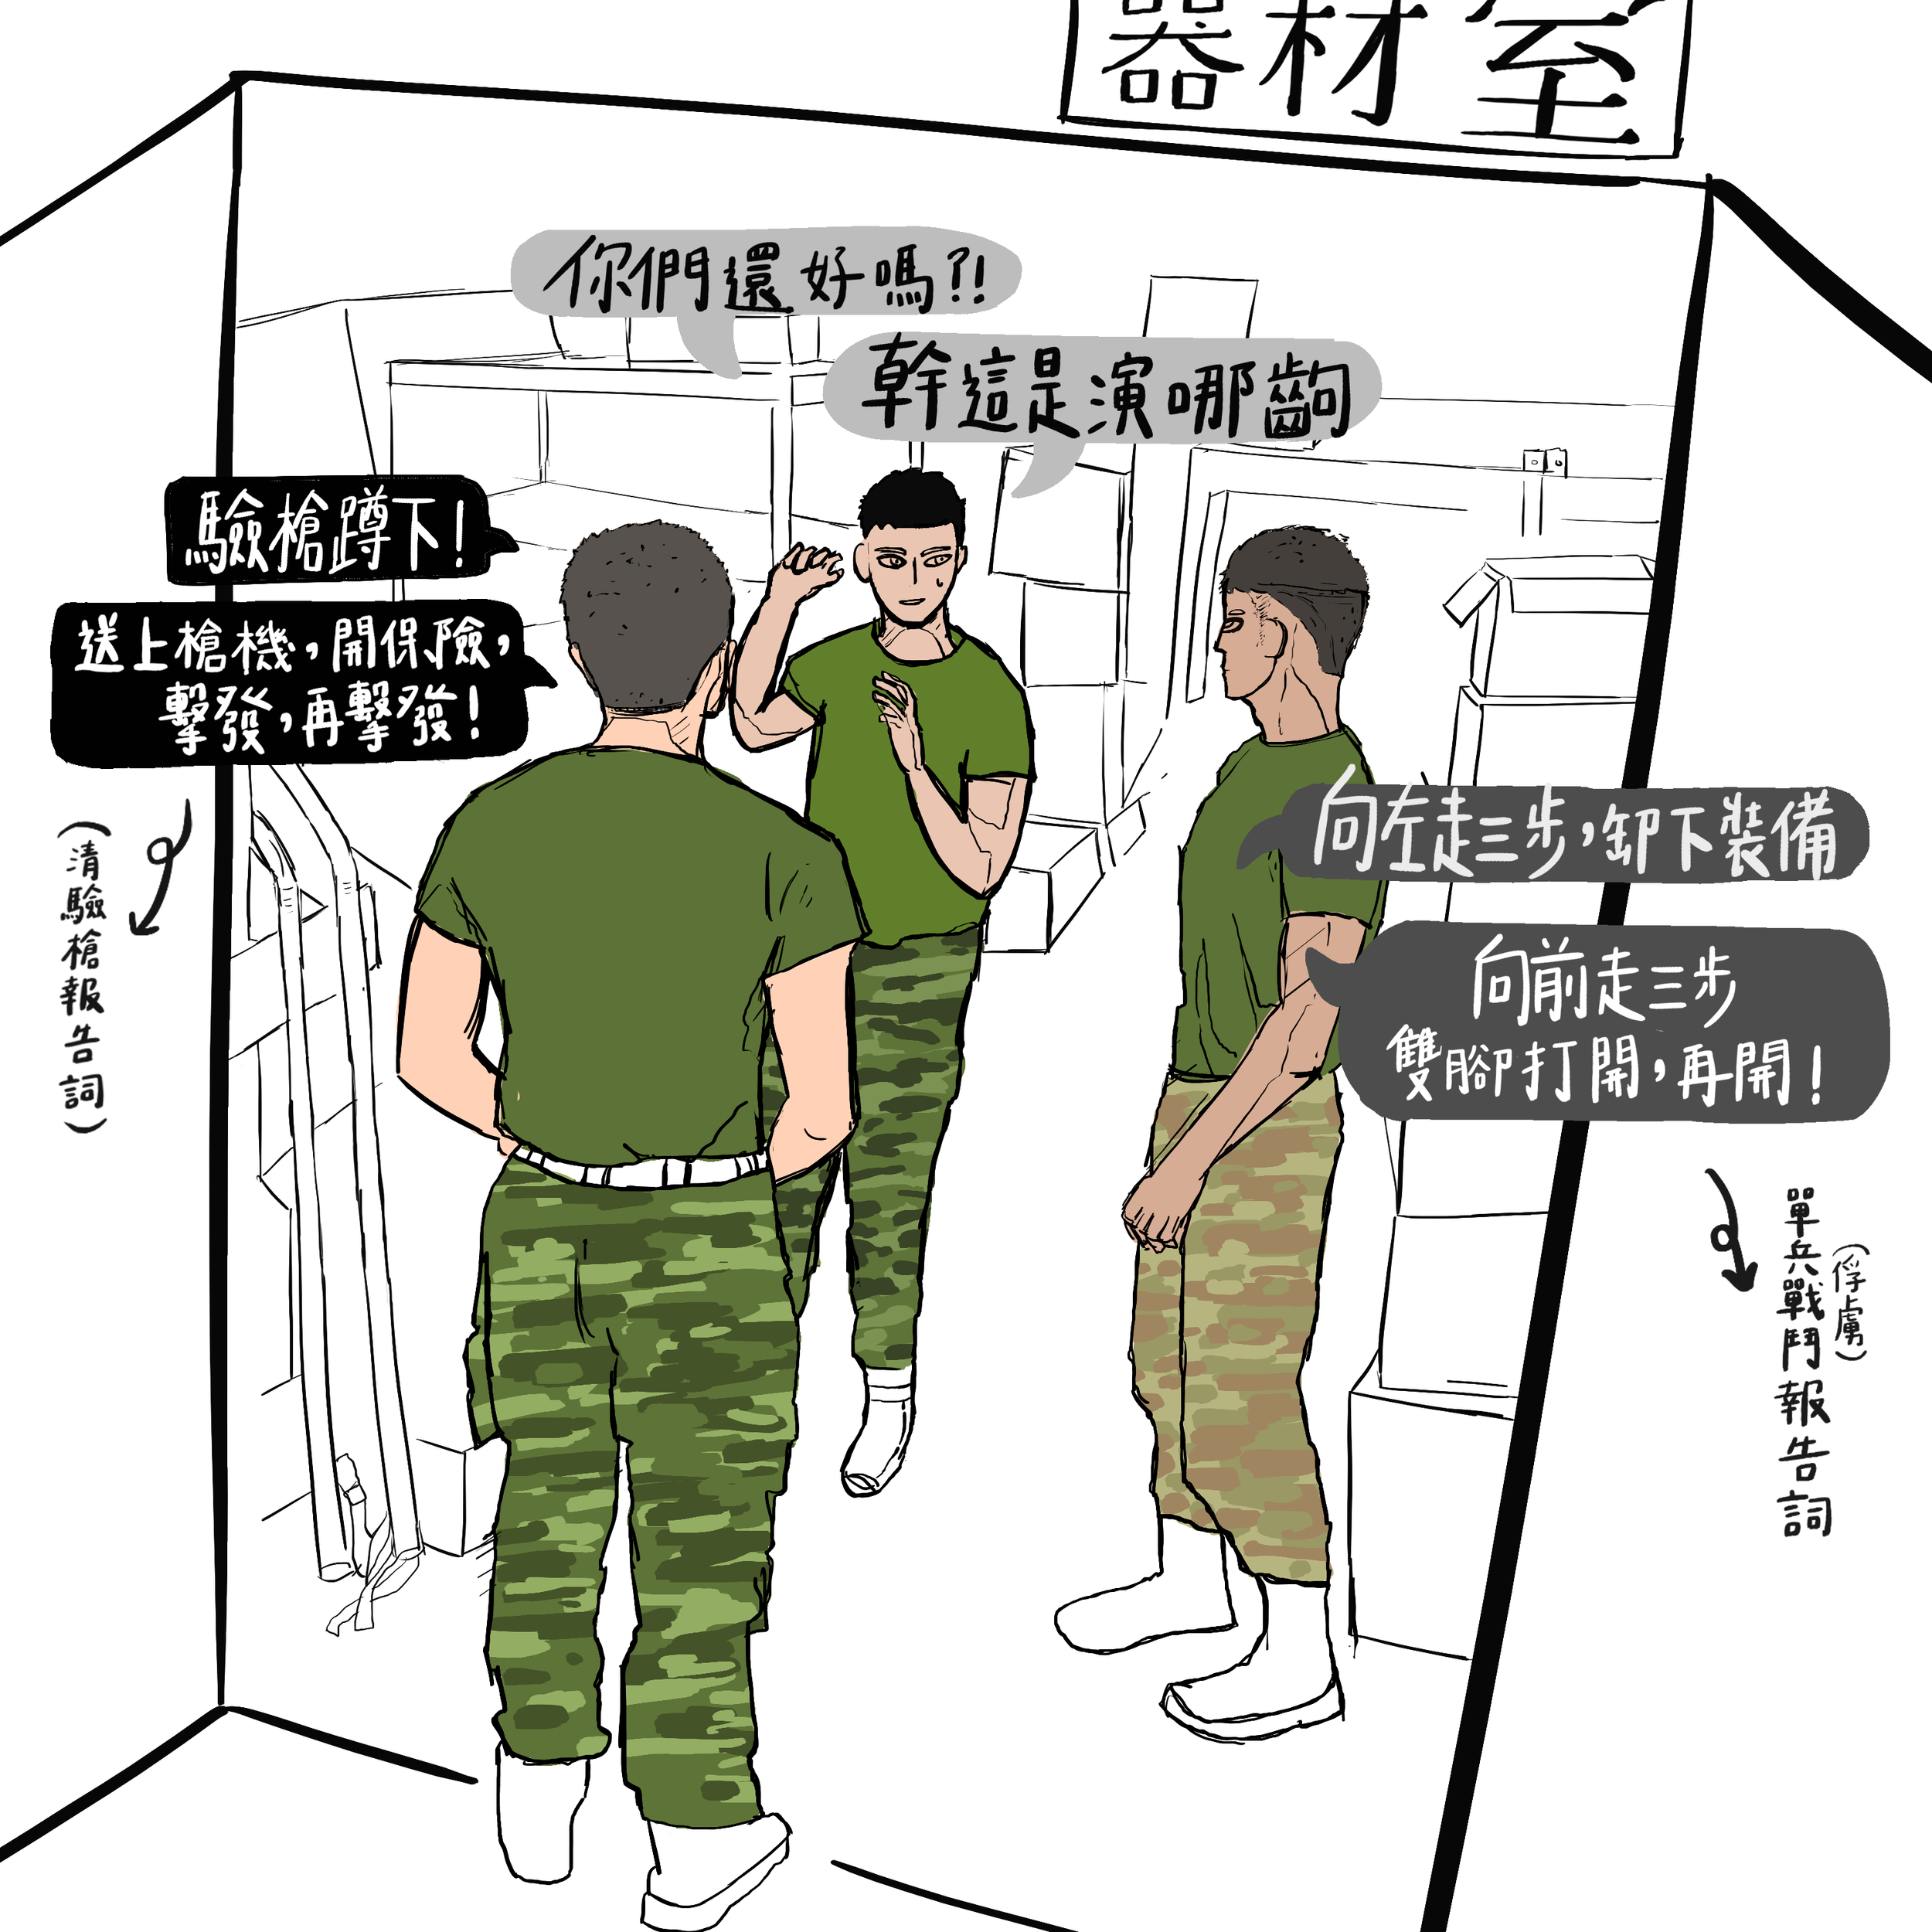 器材室
你們還好嗎?!
幹這是演哪齣
驗槍蹲下!
送上槍機,開保險,
擊發,再擊發!
(清驗槍報告詞)
向左走三步,卸下裝備
向前走三步
雙腳打開,再開!
單兵戰鬥報告詞
(俘虜)